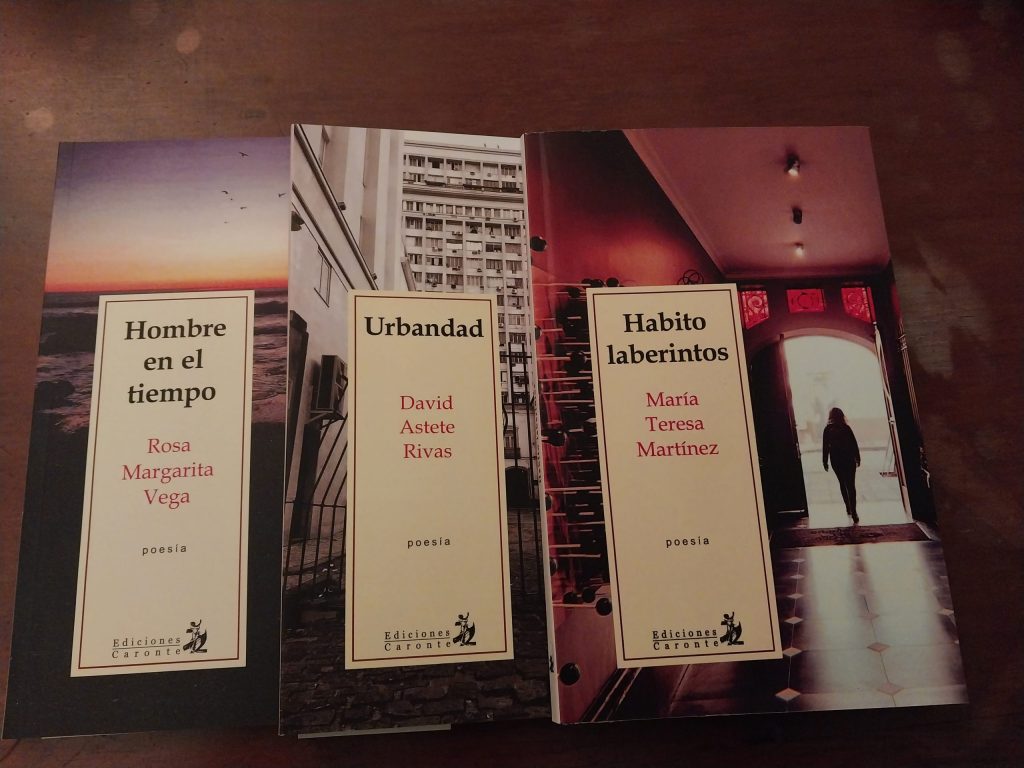 Hombre
en el
tiempo
Rosa
Margarita
Vega
poesía
Ediciones
Caronte
Urbandad
David
Astete
Rivas
poesía
Ediciones
Caronte
Habito
laberintos
María
Teresa
Martínez
poesía
Ediciones
Caronte